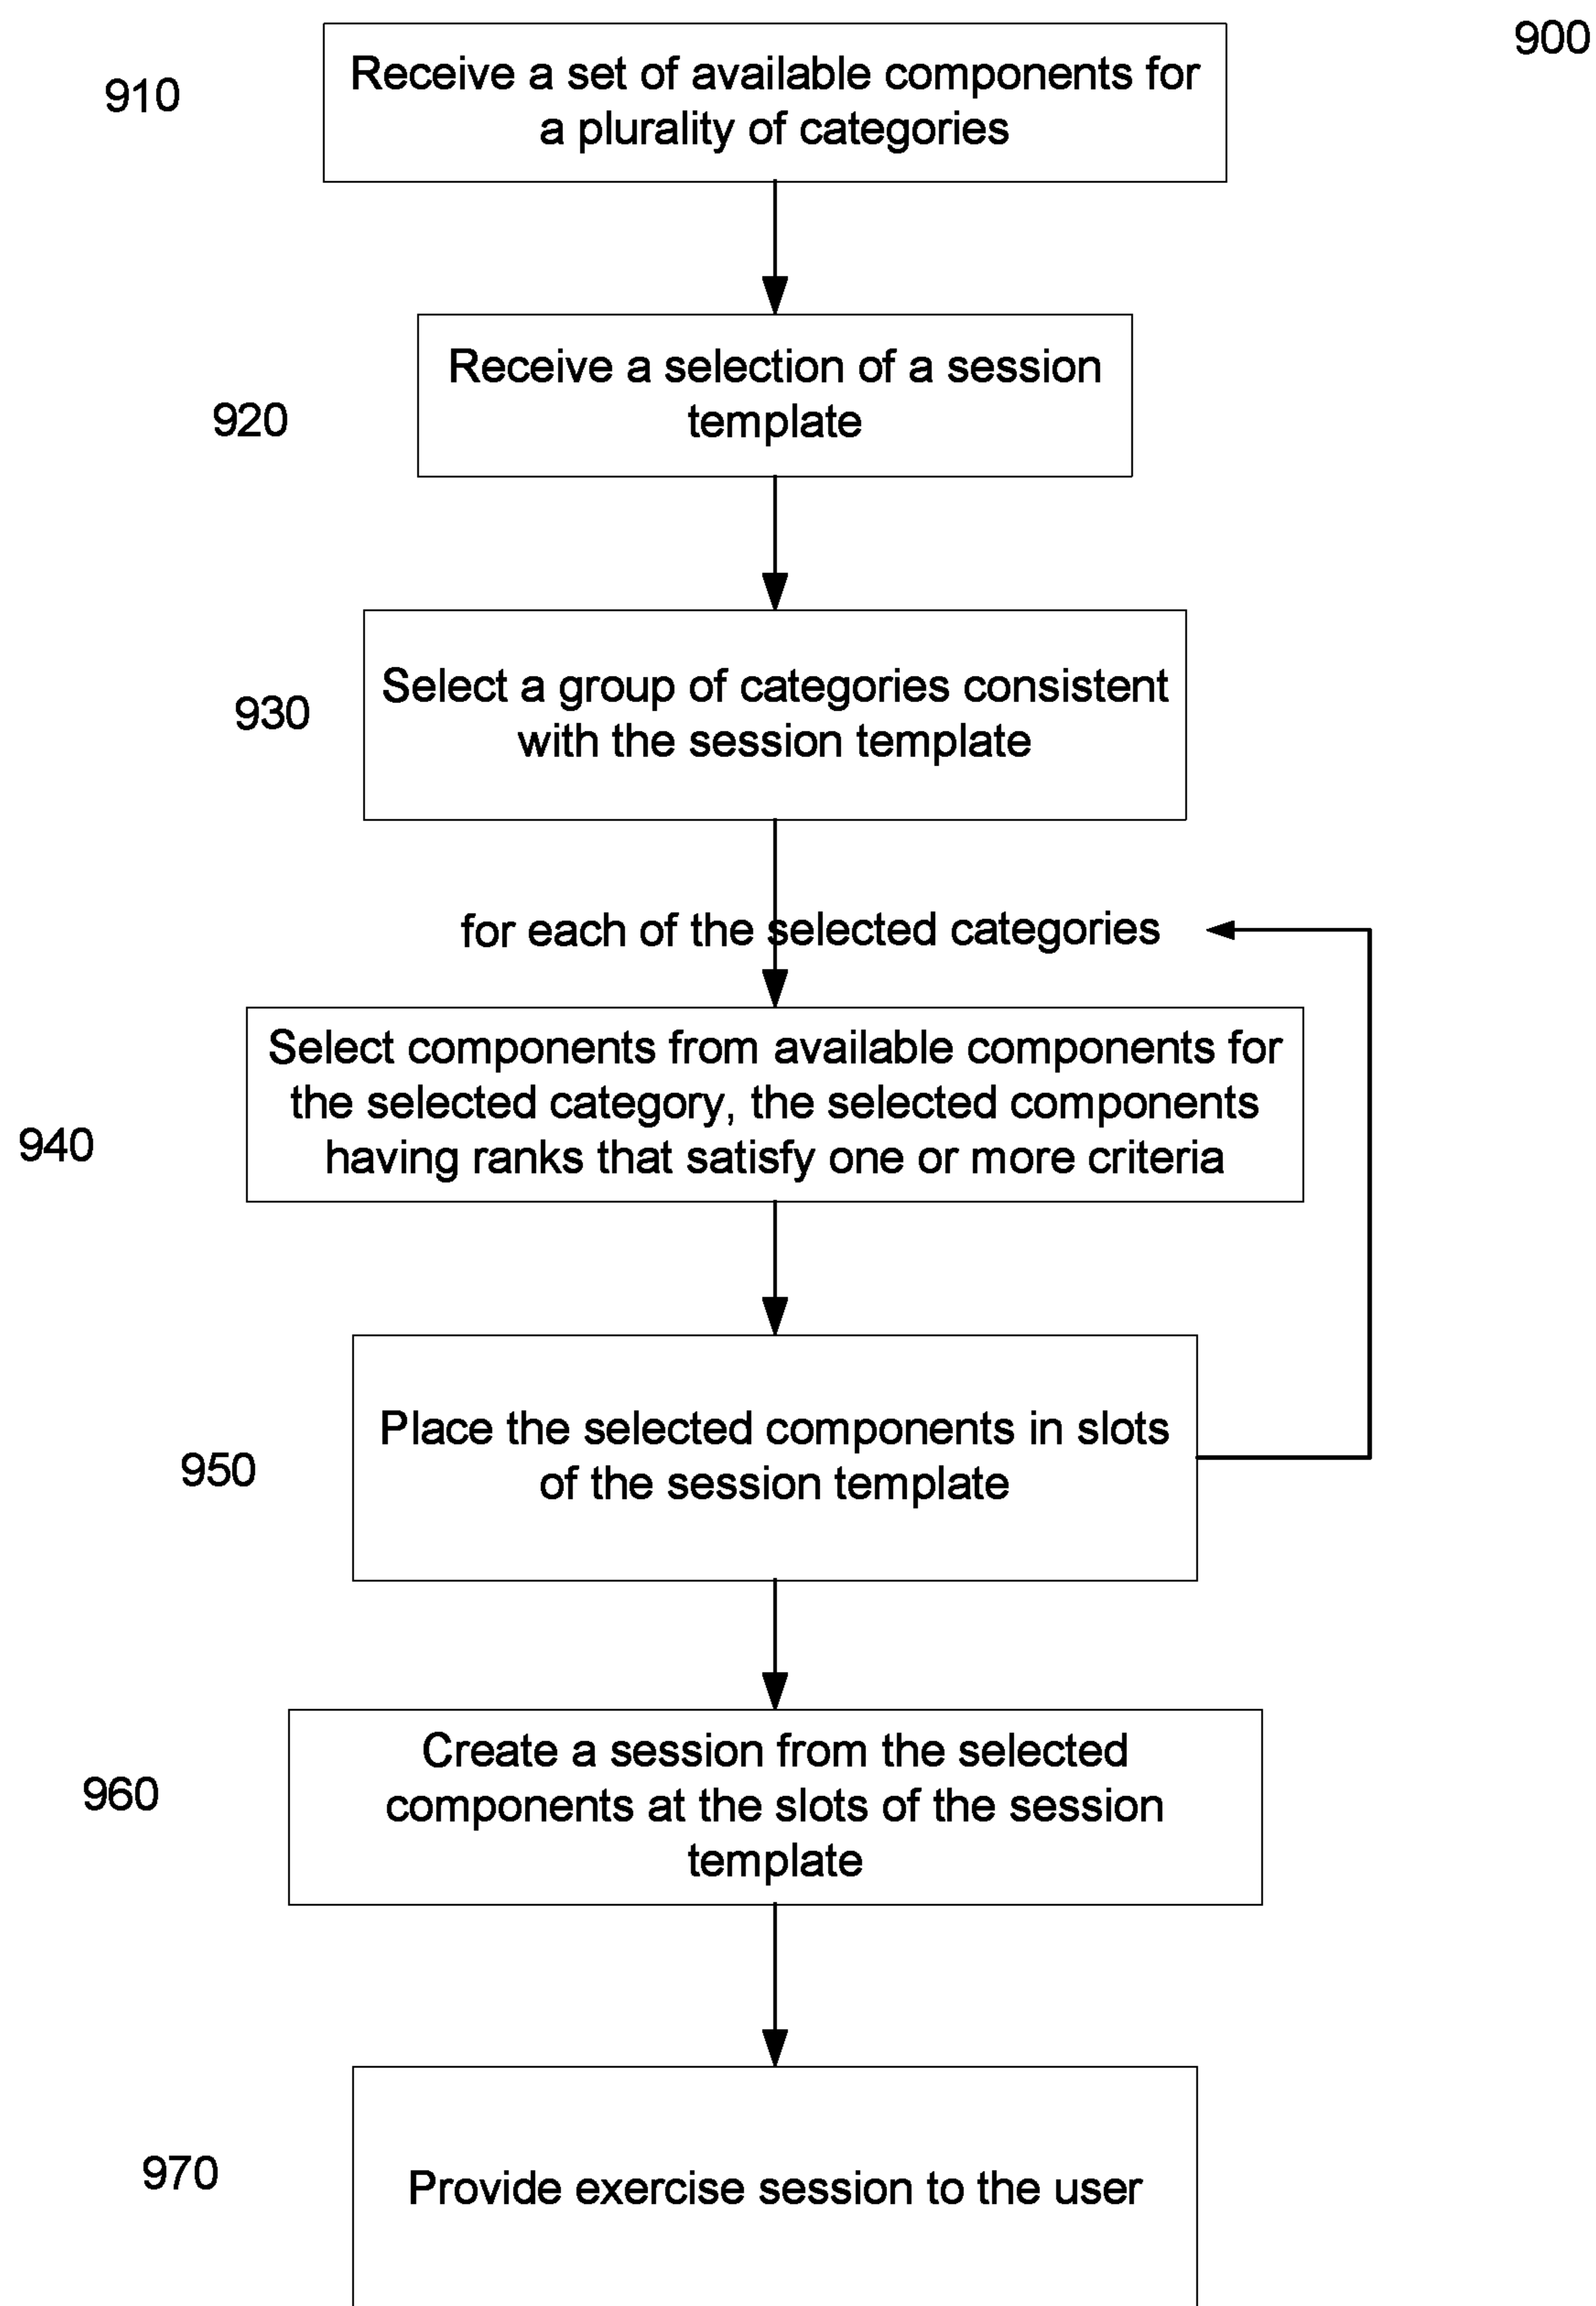 900
910
Receive a set of available components for
a plurality of categories
920
Receive a selection of a session
template
930
Select a group of categories consistent
with the session template
for each of the selected categories
940
Select components from available components for
the selected category, the selected components
having ranks that satisfy one or more criteria
950
Place the selected components in slots
of the session template
960
Create a session from the selected
components at the slots of the session
template
970
Provide exercise session to the user